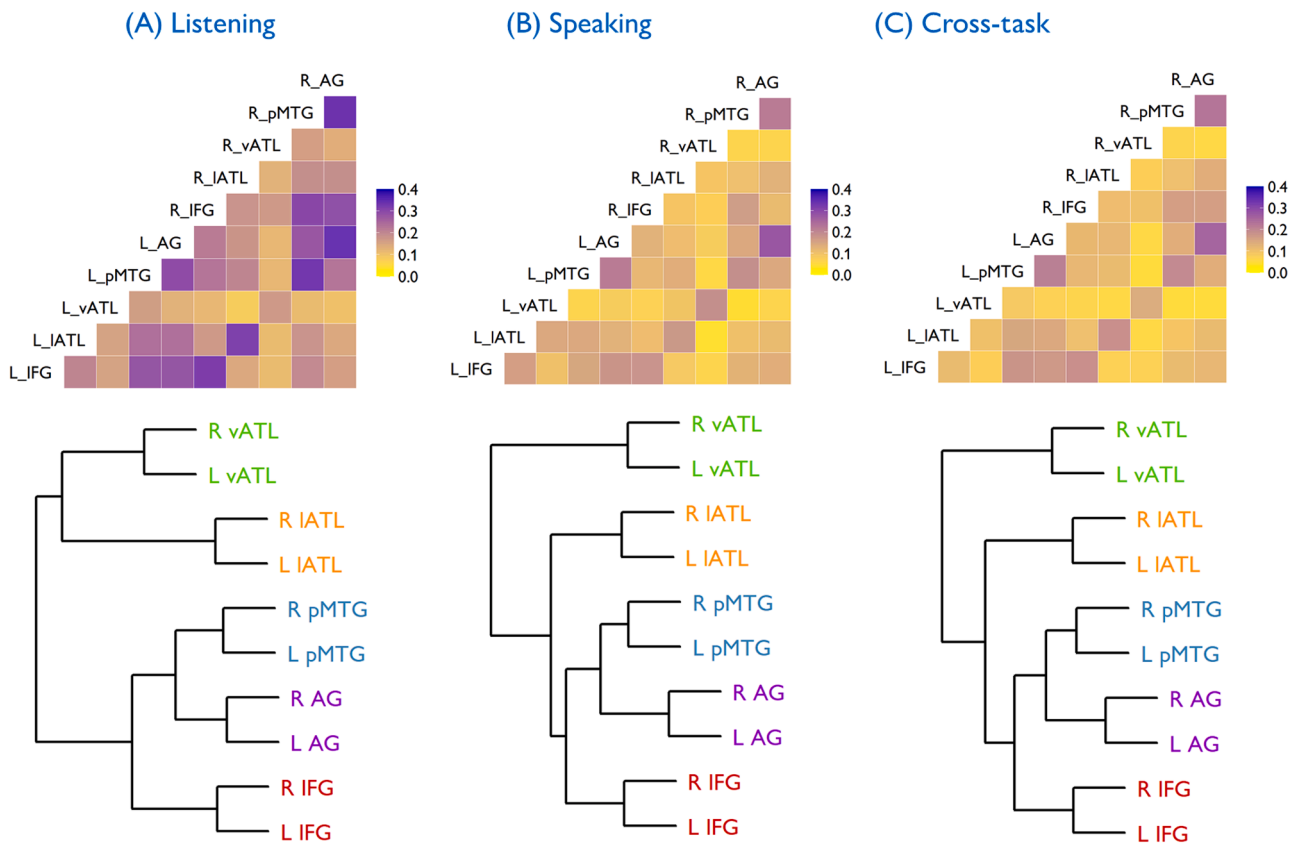 (A) Listening
R_AG
R_pMTG
R_vATL
R_lATL
R_IFG
L_AG
L_pMTG
L_vATL
L_lATL
L_IFG
0.4
0.3
0.2
0.1
0.0
R vATL
L vATL
R lATL
L lATL
R pMTG
L pMTG
R AG
L AG
R IFG
L IFG
(B) Speaking
R_AG
R_pMTG
R_vATL
R_lATL
R_IFG
L_AG
L_pMTG
L_vATL
L_lATL
L_IFG
0.4
0.3
0.2
0.1
0.0
R vATL
L vATL
R lATL
L lATL
R pMTG
L pMTG
R AG
L AG
R IFG
L IFG
(C) Cross-task
R_AG
R_pMTG
R_vATL
R_lATL
R_IFG
L_AG
L_pMTG
L_vATL
L_lATL
L_IFG
0.4
0.3
0.2
0.1
0.0
R vATL
L vATL
R lATL
L lATL
R pMTG
L pMTG
R AG
L AG
R IFG
L IFG